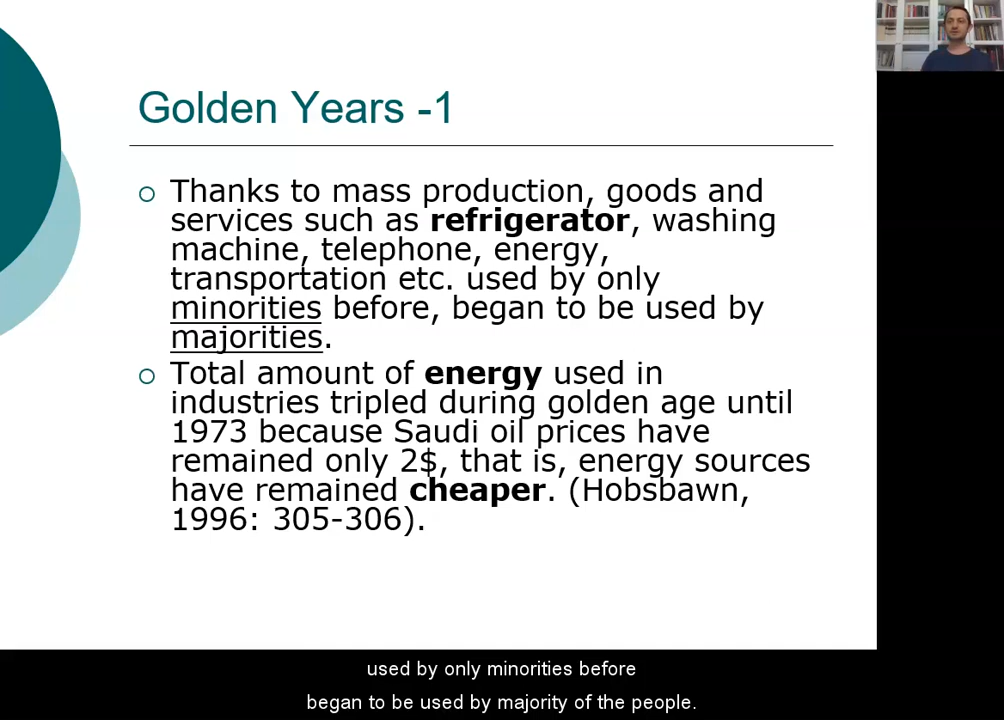 Golden Years -1
Thanks to mass production, goods and
services such as refrigerator, washing
machine, telephone, energy,
transportation etc. used by only
minorities before, began to be used by
majorities.
Total amount of energy used in
industries tripled during golden age until
1973 because Saudi oil prices have
remained only 2$, that is, energy sources
have remained cheaper. (Hobsbawn,
1996: 305-306).
used by only minorities before
began to be used by majority of the people.